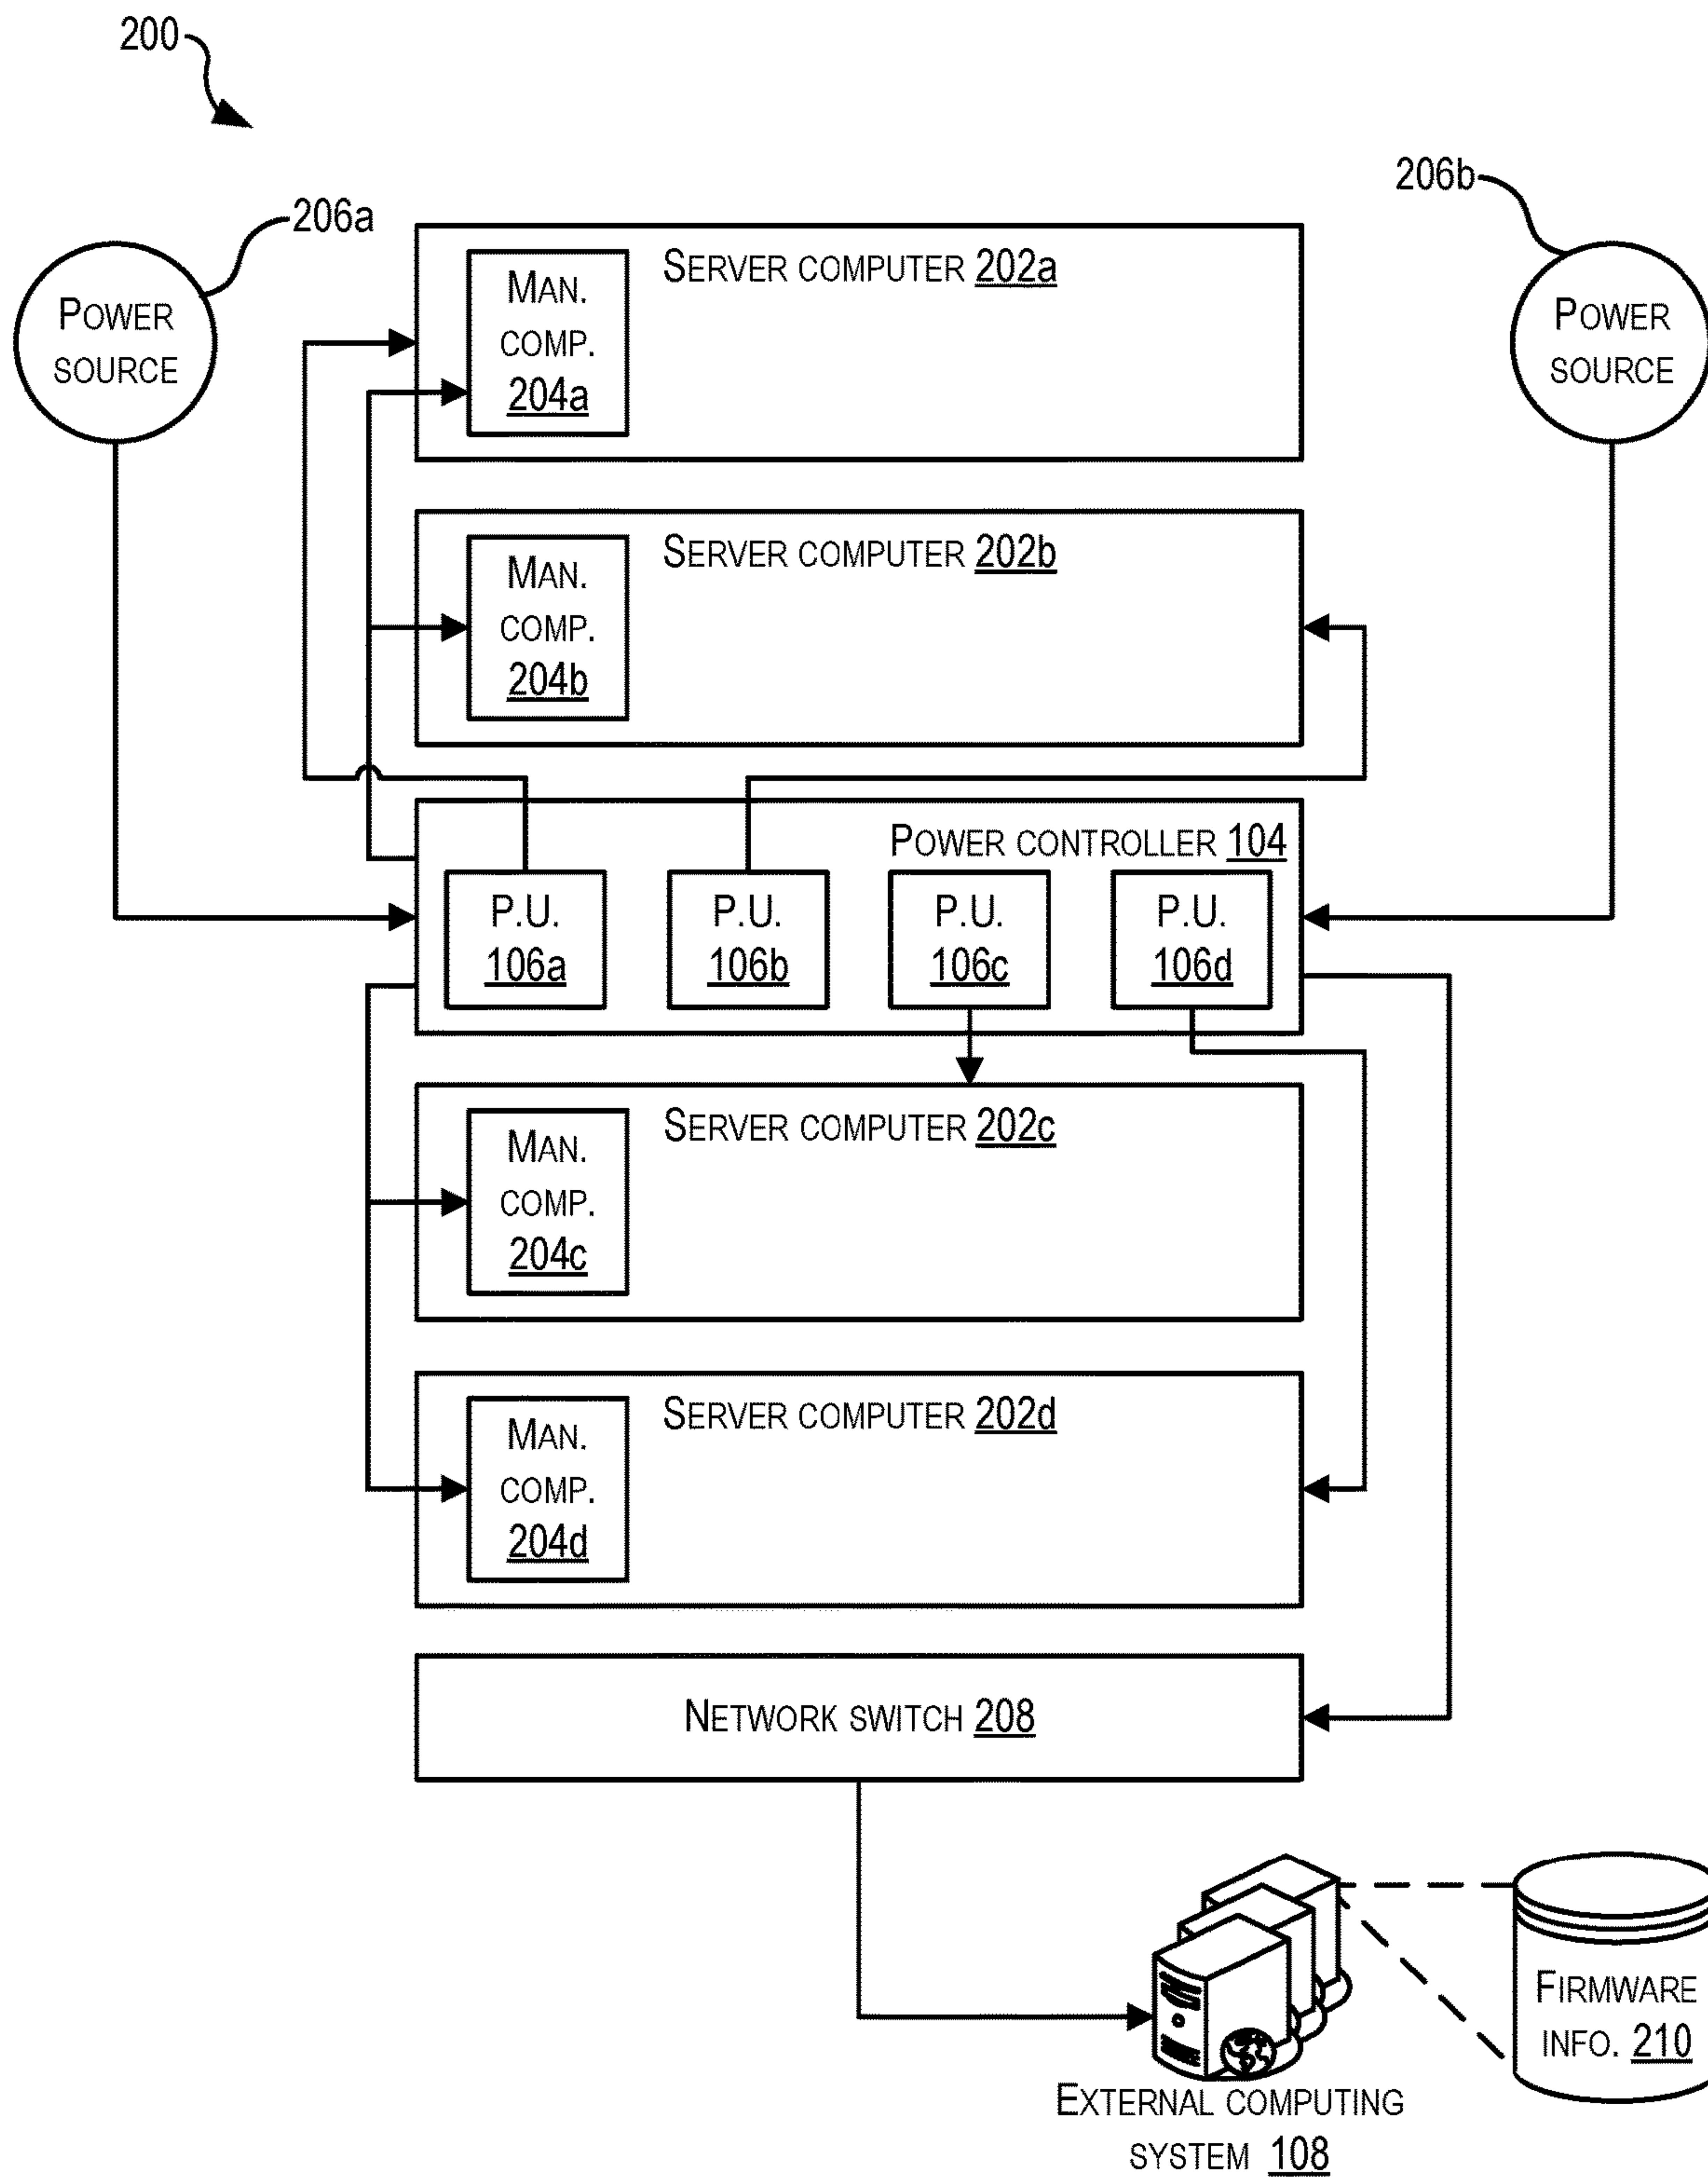 200
206a
206b
POWER
SOURCE
POWER
SOURCE
SERVER COMPUTER 202a
MAN.
COMP.
204a
SERVER COMPUTER 202b
MAN.
COMP.
204b
POWER CONTROLLER 104
P.U.
106a
P.U.
106b
P.U.
106c
P.U.
106d
SERVER COMPUTER 202c
MAN.
COMP.
204c
SERVER COMPUTER 202d
MAN.
COMP.
204d
NETWORK SWITCH 208
FIRMWARE
INFO. 210
EXTERNAL COMPUTING
SYSTEM 108